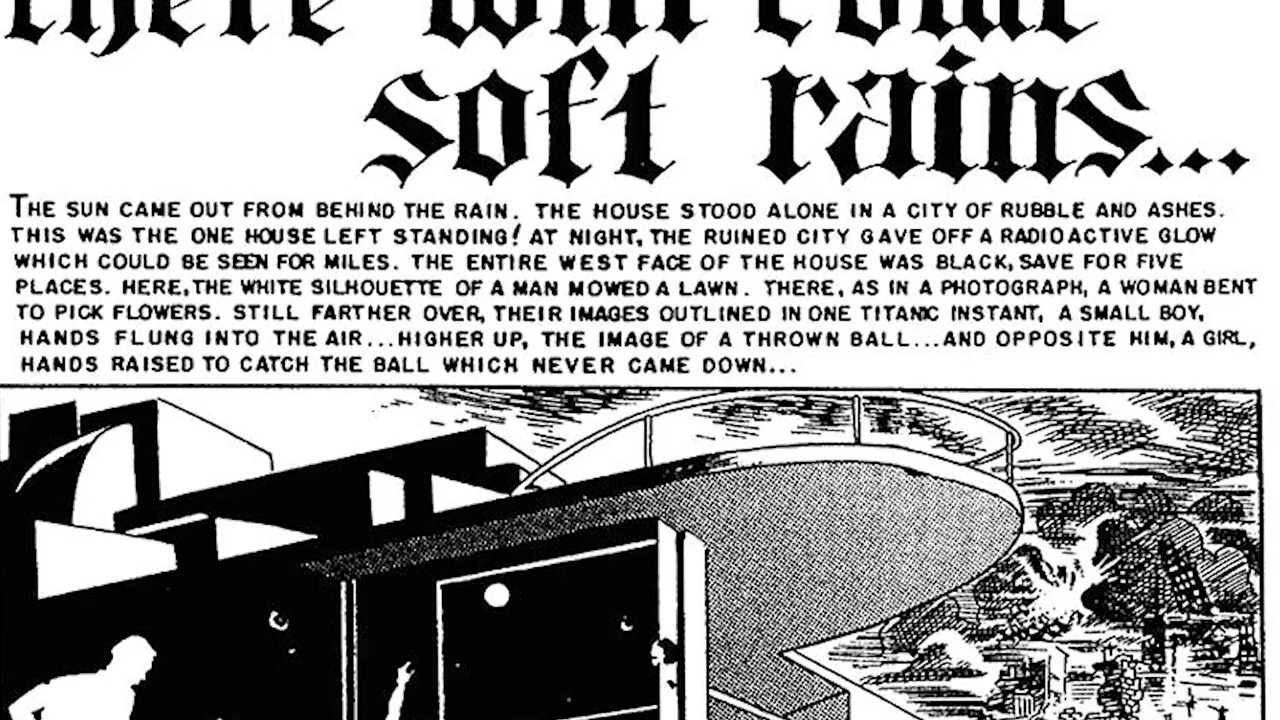 there will come
soft rains...
THE SUN CAME OUT FROM BEHIND THE RAIN. THE HOUSE STOOD ALONE IN A CITY OF RUBBLE AND ASHES.
THIS WAS THE ONE HOUSE LEFT STANDING! AT NIGHT, THE RUINED CITY GAVE OFF A RADIOACTIVE GLOW
WHICH COULD BE SEEN FOR MILES. THE ENTIRE WEST FACE OF THE HOUSE WAS BLACK, SAVE FOR FIVE
PLACES. HERE, THE WHITE SILHOUETTE OF A MAN MOWED A LAWN. THERE, AS IN A PHOTOGRAPH, A WOMAN BENT
TO PICK FLOWERS. STILL FARTHER OVER, THEIR IMAGES OUTLINED IN ONE TITANIC INSTANT, A SMALL BOY,
HANDS FLUNG INTO THE AIR...HIGHER UP, THE IMAGE OF A THROWN BALL...AND OPPOSITE HIM, A GIRL,
HANDS RAISED TO CATCH THE BALL WHICH NEVER CAME DOWN...